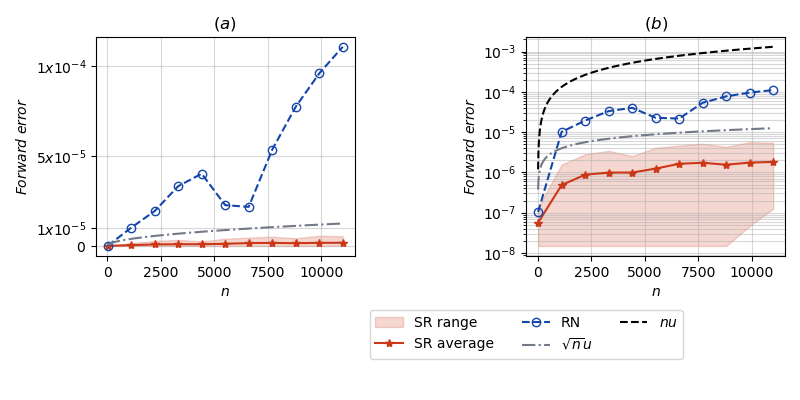 (a)
1x10⁻⁴
5x10⁻⁵
1x10⁻⁵
0
Forward error
0 2500 5000 7500 10000
n
(b)
10⁻³
10⁻⁴
10⁻⁵
10⁻⁶
10⁻⁷
10⁻⁸
Forward error
0 2500 5000 7500 10000
n
SR range RN nu
SR average √n u